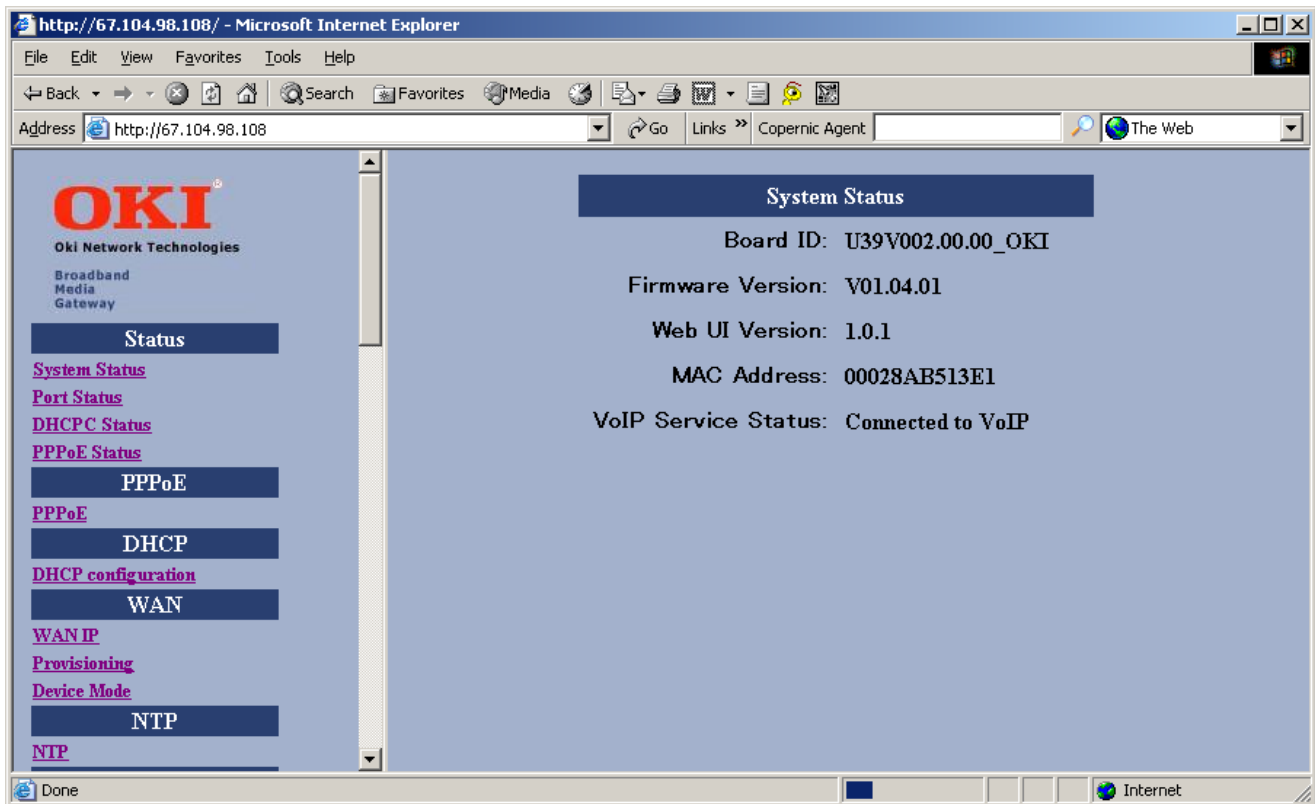 http://67.104.98.108/ - Microsoft Internet Explorer
File Edit View Favorites Tools Help
Back Search Favorites Media
Address http://67.104.98.108 Go Links » Copernic Agent The Web
OKI®
Oki Network Technologies
Broadband
Media
Gateway
Status
System Status
Port Status
DHCPC Status
PPPoE Status
PPPoE
PPPoE
DHCP
DHCP configuration
WAN
WAN IP
Provisioning
Device Mode
NTP
NTP
System Status
Board ID: U39V002.00.00_OKI
Firmware Version: V01.04.01
Web UI Version: 1.0.1
MAC Address: 00028AB513E1
VoIP Service Status: Connected to VoIP
Done Internet